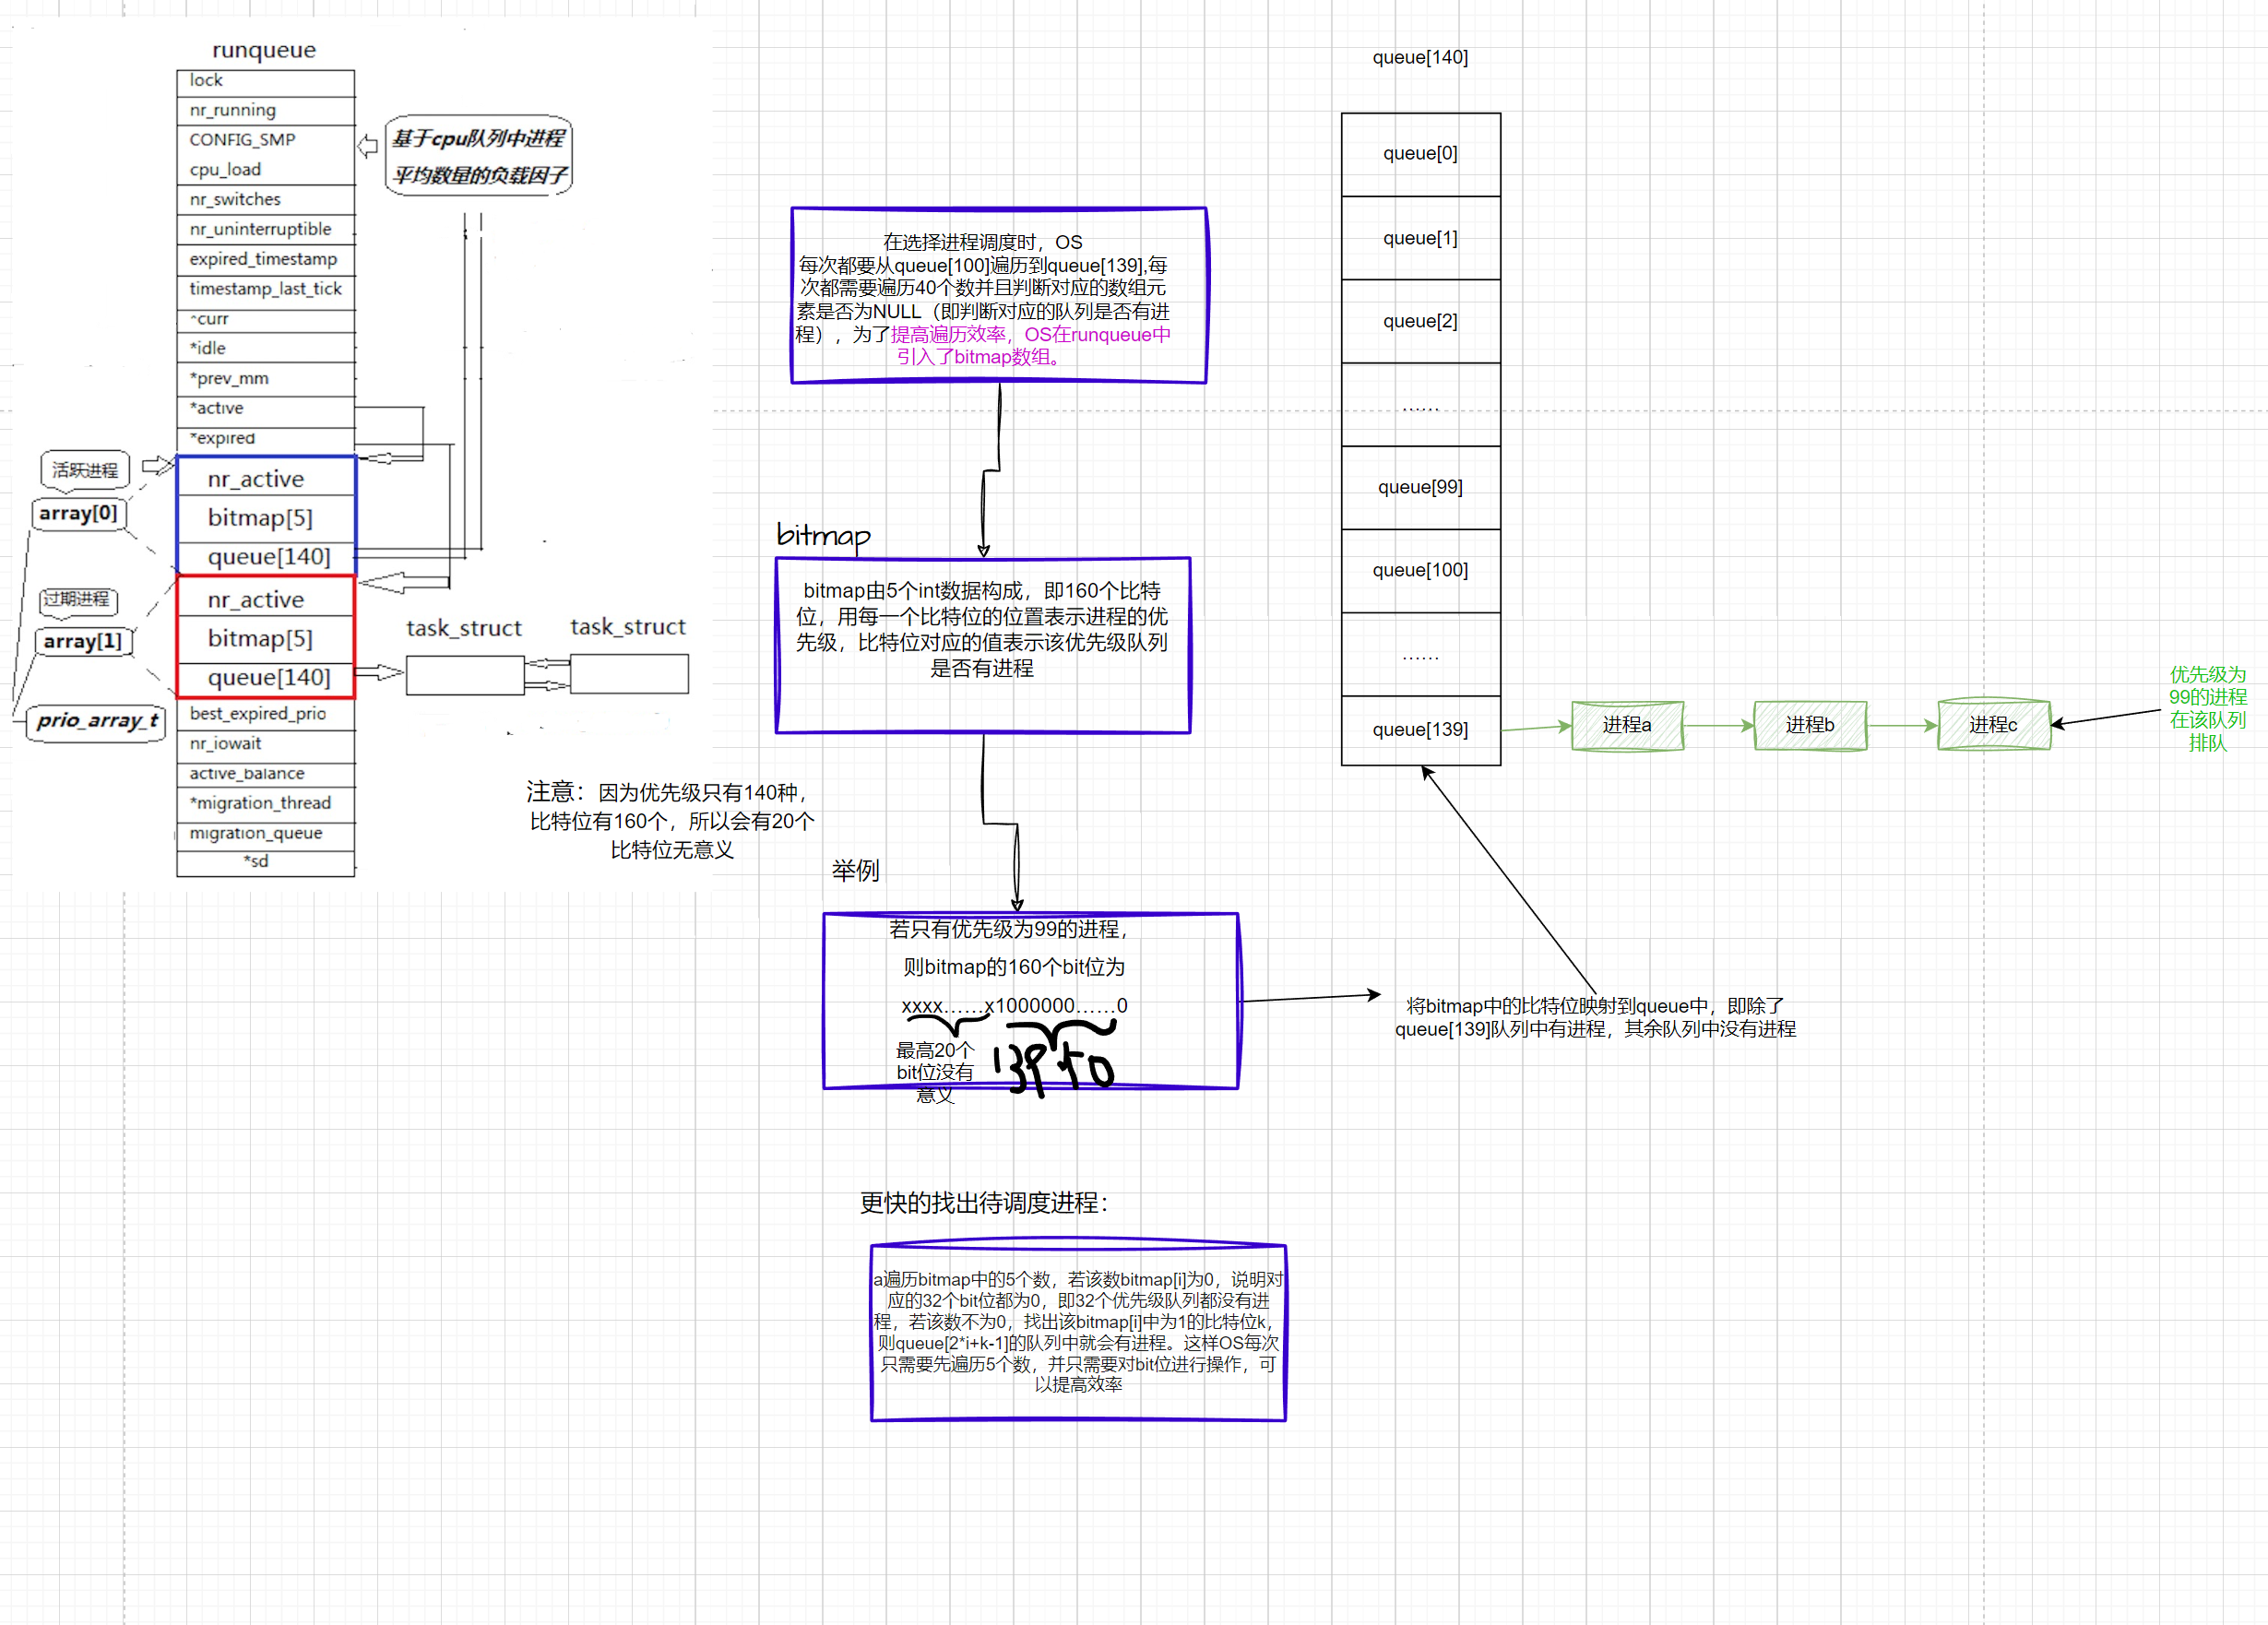 runqueue
lock
nr_running
CONFIG_SMP
cpu_load
nr_switches
nr_uninterruptible
expired_timestamp
timestamp_last_tick
*curr
*idle
*prev_mm
*active
*expired
nr_active
bitmap[5]
queue[140]
nr_active
bitmap[5]
queue[140]
best_expired_prio
nr_iowait
active_balance
*migration_thread
migration_queue
*sd
基于cpu队列中进程
平均数量的负载因子
活跃进程
array[0]
过期进程
array[1]
prio_array_t
task_struct
task_struct
注意：因为优先级只有140种，
比特位有160个，所以会有20个
比特位无意义
在选择进程调度时，OS
每次都要从queue[100]遍历到queue[139],每
次都需要遍历40个数并且判断对应的数组元
素是否为NULL（即判断对应的队列是否有进
程），为了提高遍历效率，OS在runqueue中
引入了bitmap数组。
bitmap
bitmap由5个int数据构成，即160个比特
位，用每一个比特位的位置表示进程的优
先级，比特位对应的值表示该优先级队列
是否有进程
举例
若只有优先级为99的进程，
则bitmap的160个bit位为
xxxx......x1000000......0
最高20个
bit位没有
意义
139 to 0
更快的找出待调度进程：
a遍历bitmap中的5个数，若该数bitmap[i]为0，说明对
应的32个bit位都为0，即32个优先级队列都没有进
程，若该数不为0，找出该bitmap[i]中为1的比特位k，
则queue[2*i+k-1]的队列中就会有进程。这样OS每次
只需要先遍历5个数，并只需要对bit位进行操作，可
以提高效率
queue[140]
queue[0]
queue[1]
queue[2]
......
queue[99]
queue[100]
......
queue[139]
进程a
进程b
进程c
优先级为
99的进程
在该队列
排队
将bitmap中的比特位映射到queue中，即除了
queue[139]队列中有进程，其余队列中没有进程